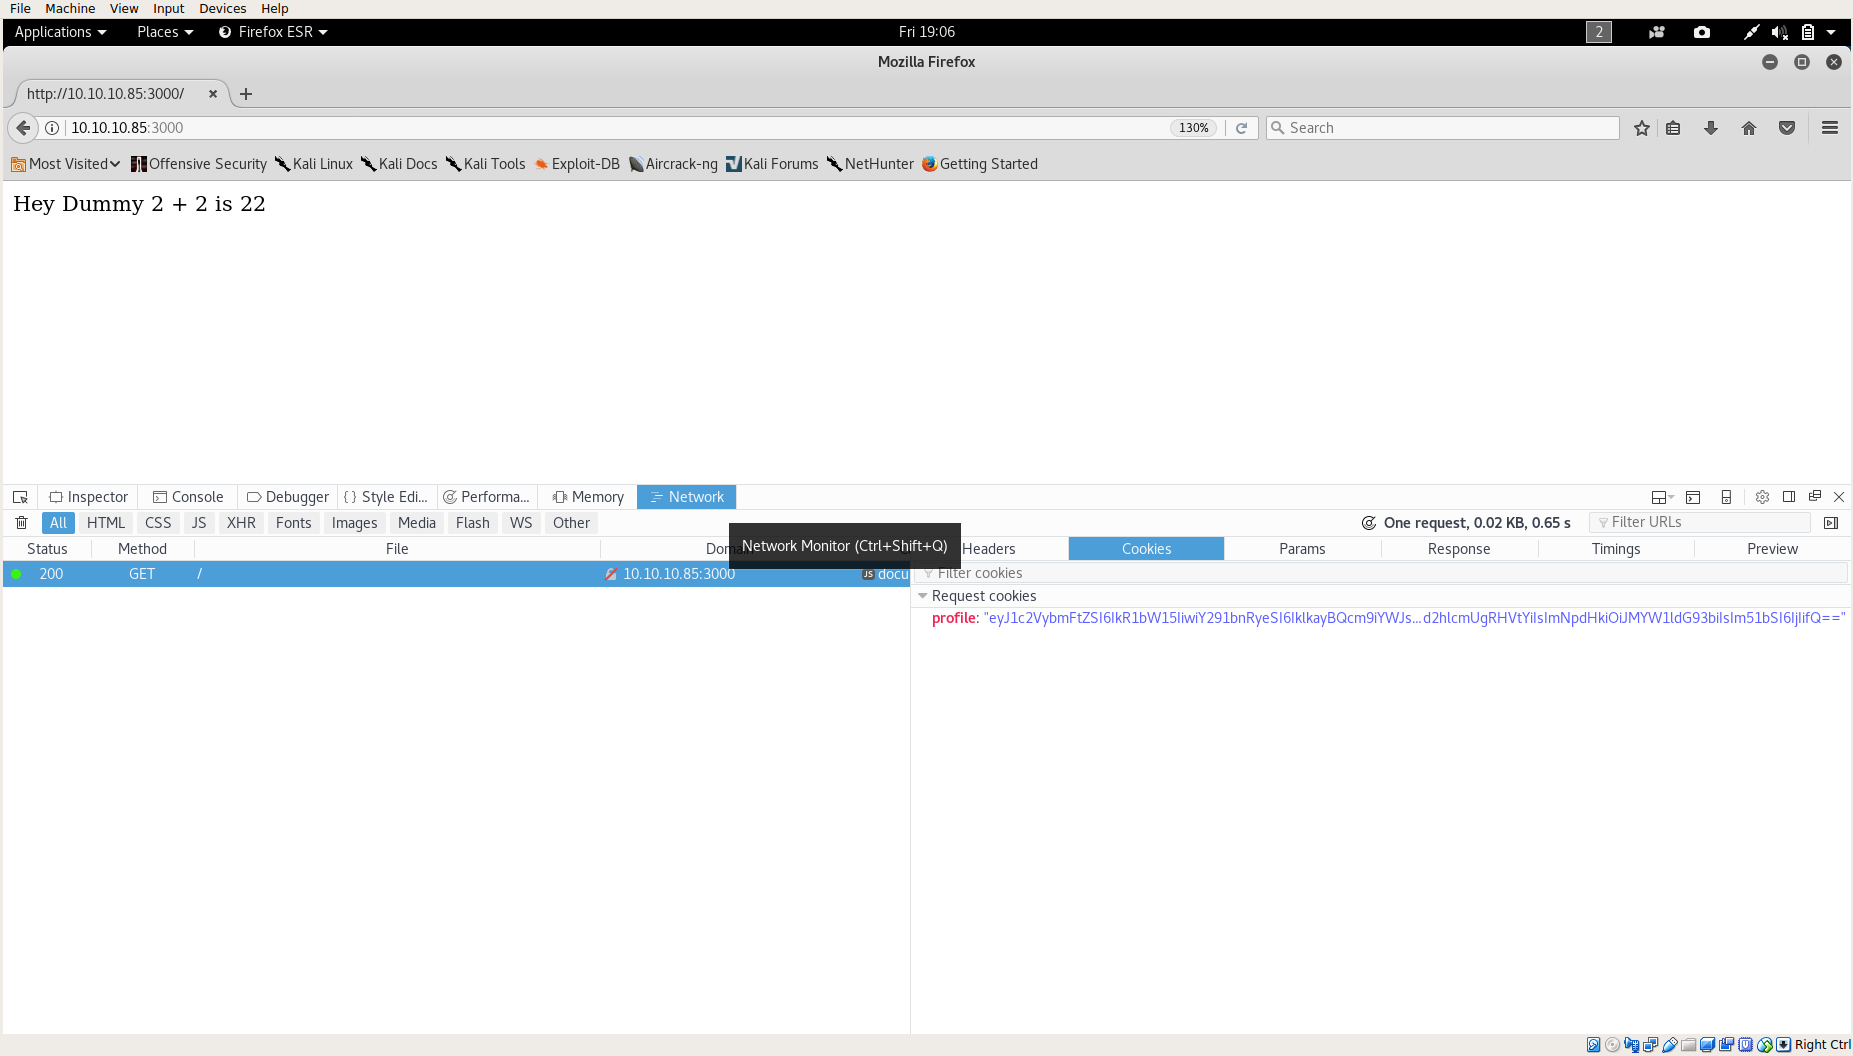 File Machine View Input Devices Help
Applications Places Firefox ESR Fri 19:06 2
Mozilla Firefox
http://10.10.10.85:3000/
10.10.10.85:3000 130% Search
Most Visited Offensive Security Kali Linux Kali Docs Kali Tools Exploit-DB Aircrack-ng Kali Forums NetHunter Getting Started
Hey Dummy 2 + 2 is 22
Inspector Console Debugger Style Edi... Performa... Memory Network
All HTML CSS JS XHR Fonts Images Media Flash WS Other One request, 0.02 KB, 0.65 s Filter URLs
Status Method File Domain Headers Cookies Params Response Timings Preview
Network Monitor (Ctrl+Shift+Q)
200 GET / 10.10.10.85:3000 JS docu Filter cookies
Request cookies
profile: "eyJ1c2VybmFtZSI6IkR1bW15IiwiY291bnRyeSI6IklkayBQcm9iYWJs...d2hlcmUgRHVtYiIsImNpdHkiOiJMYW1ldG93biIsIm51bSI6IjIifQ=="
Right Ctrl